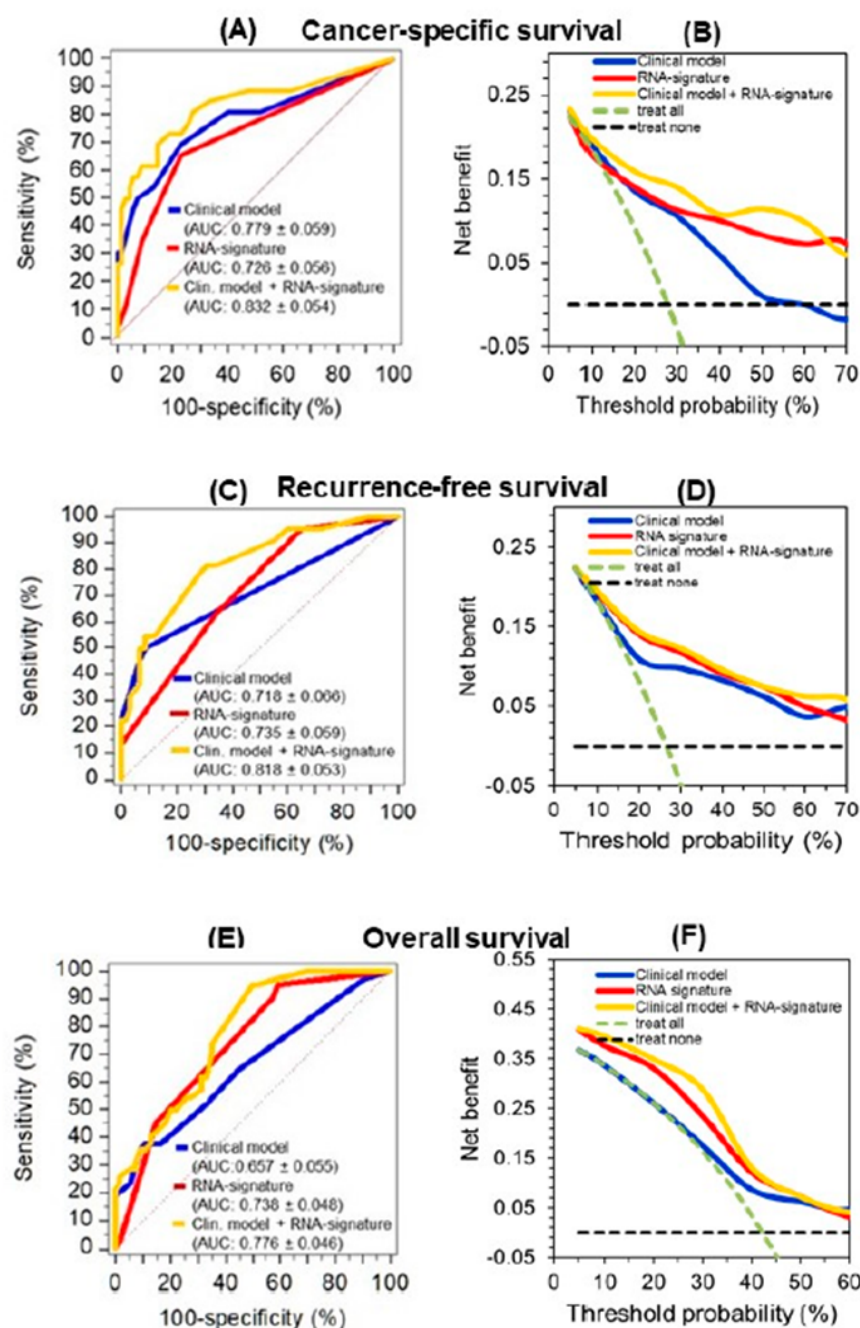 (A) Cancer-specific survival (B)
Sensitivity (%)
100
90
80
70
60
50
40
30
20
10
0
Clinical model
(AUC: 0.779 ± 0.059)
RNA-signature
(AUC: 0.726 ± 0.056)
Clin. model + RNA-signature
(AUC: 0.832 ± 0.054)
0 20 40 60 80 100
100-specificity (%)
Net benefit
0.25
0.15
0.05
-0.05
Clinical model
RNA-signature
Clinical model + RNA-signature
treat all
treat none
0 10 20 30 40 50 60 70
Threshold probability (%)
(C) Recurrence-free survival (D)
Sensitivity (%)
100
90
80
70
60
50
40
30
20
10
0
Clinical model
(AUC: 0.718 ± 0.066)
RNA-signature
(AUC: 0.735 ± 0.059)
Clin. model + RNA-signature
(AUC: 0.818 ± 0.053)
0 20 40 60 80 100
100-specificity (%)
Net benefit
0.25
0.15
0.05
-0.05
Clinical model
RNA signature
Clinical model + RNA-signature
treat all
treat none
0 10 20 30 40 50 60 70
Threshold probability (%)
(E) Overall survival (F)
Sensitivity (%)
100
90
80
70
60
50
40
30
20
10
0
Clinical model
(AUC:0.657 ± 0.055)
RNA-signature
(AUC: 0.738 ± 0.048)
Clin. model + RNA-signature
(AUC: 0.776 ± 0.046)
0 20 40 60 80 100
100-specificity (%)
Net benefit
0.55
0.45
0.35
0.25
0.15
0.05
-0.05
Clinical model
RNA signature
Clinical model + RNA-signature
treat all
treat none
0 10 20 30 40 50 60
Threshold probability (%)